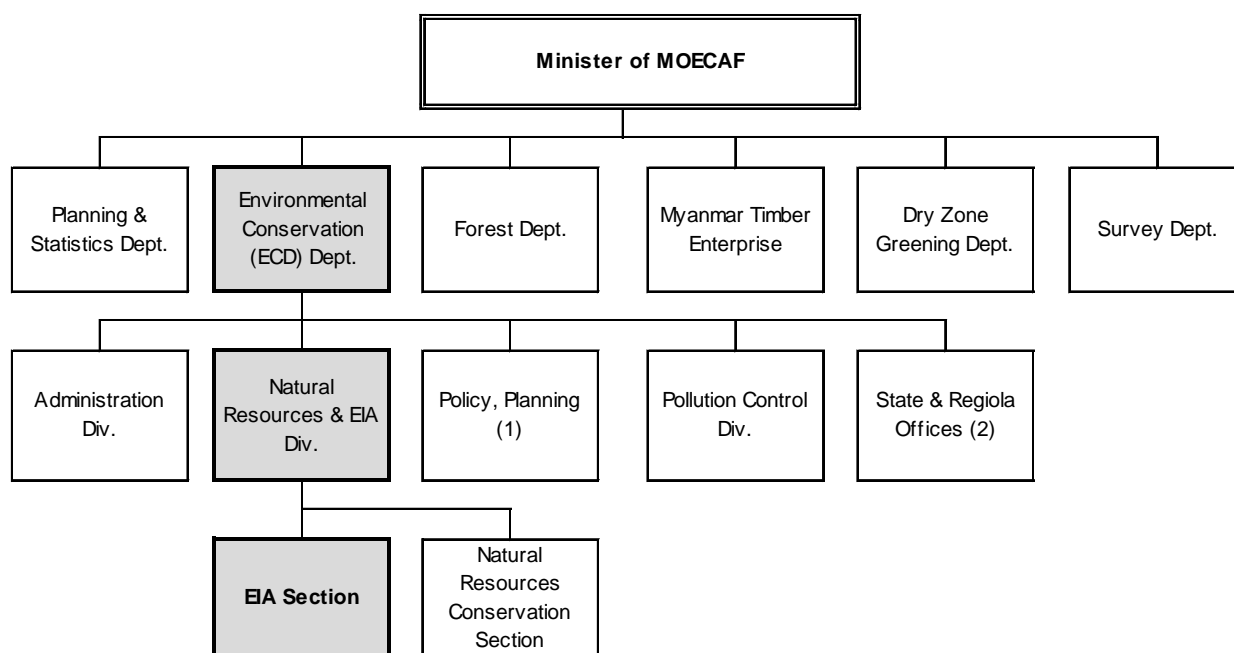 Minister of MOECAF
Planning &
Statistics Dept.
Environmental
Conservation
(ECD) Dept.
Forest Dept.
Myanmar Timber
Enterprise
Dry Zone
Greening Dept.
Survey Dept.
Administration
Div.
Natural
Resources & EIA
Div.
Policy, Planning
(1)
Pollution Control
Div.
State & Regiola
Offices (2)
EIA Section
Natural
Resources
Conservation
Section